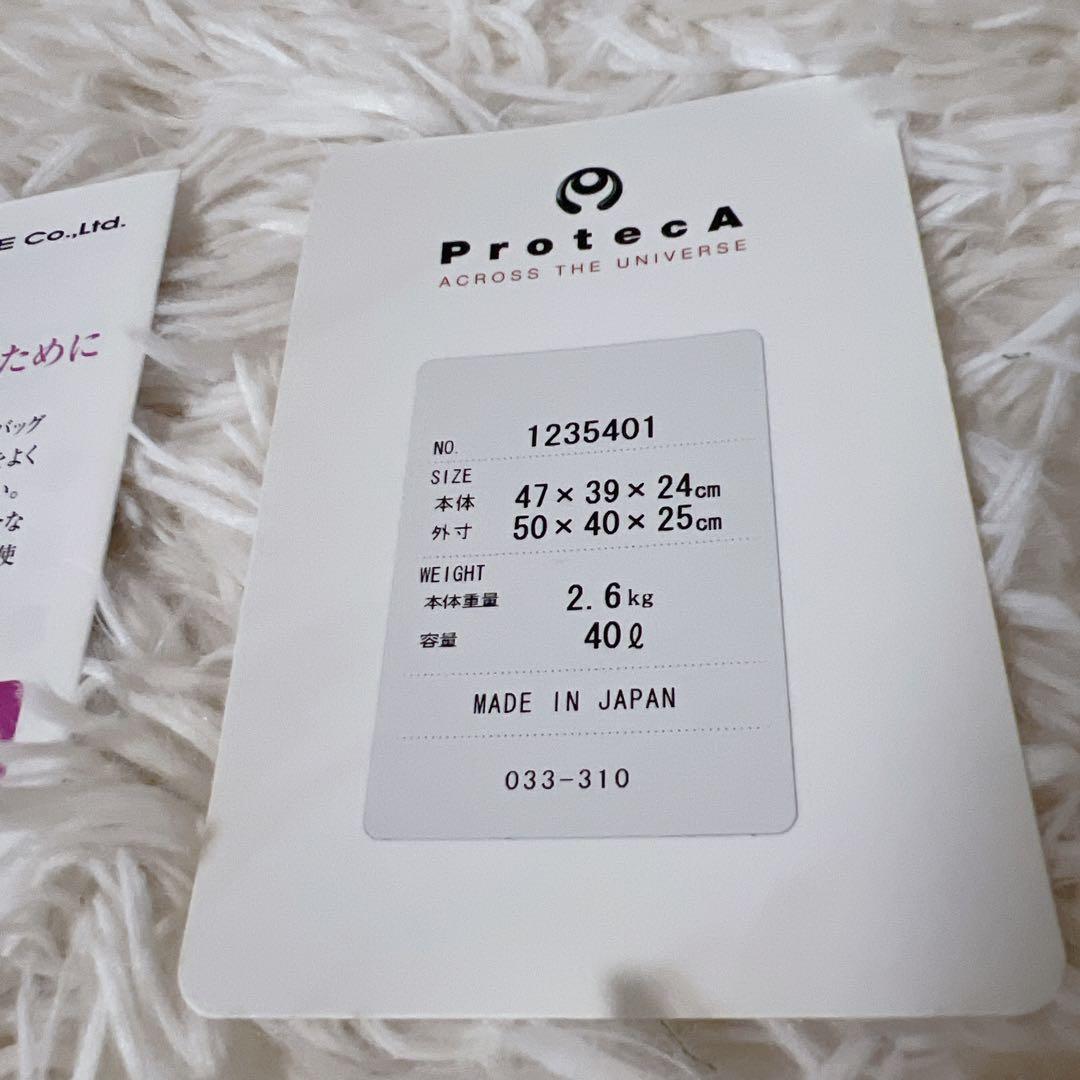 E Co.,Ltd.
ために
バッグ
をよく
い。
な
使
ProtecA
ACROSS THE UNIVERSE
NO. 1235401
SIZE
本体 47×39×24cm
外寸 50×40×25cm
WEIGHT
本体重量 2.6kg
容量 40ℓ
MADE IN JAPAN
033-310